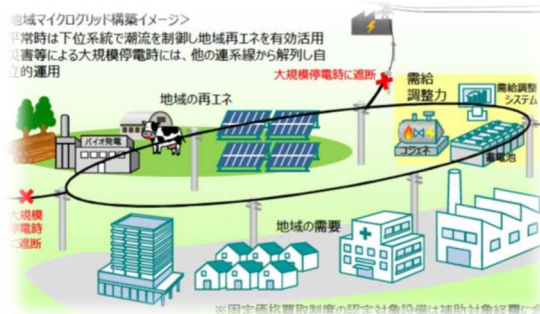 地域マイクログリッド構築イメージ>
平常時は下位系統で潮流を制御し地域再エネを有効活用
災害等による大規模停電時には、他の連系線から解列し自
立的運用
大規模停電時に遮断
需給
調整力
需給調整
システム
地域の再エネ
バイオ発電
コジェネ
蓄電池
大規模
停電時
に遮断
地域の需要
※固定価格買取制度の認定対象設備は補助対象経費に含